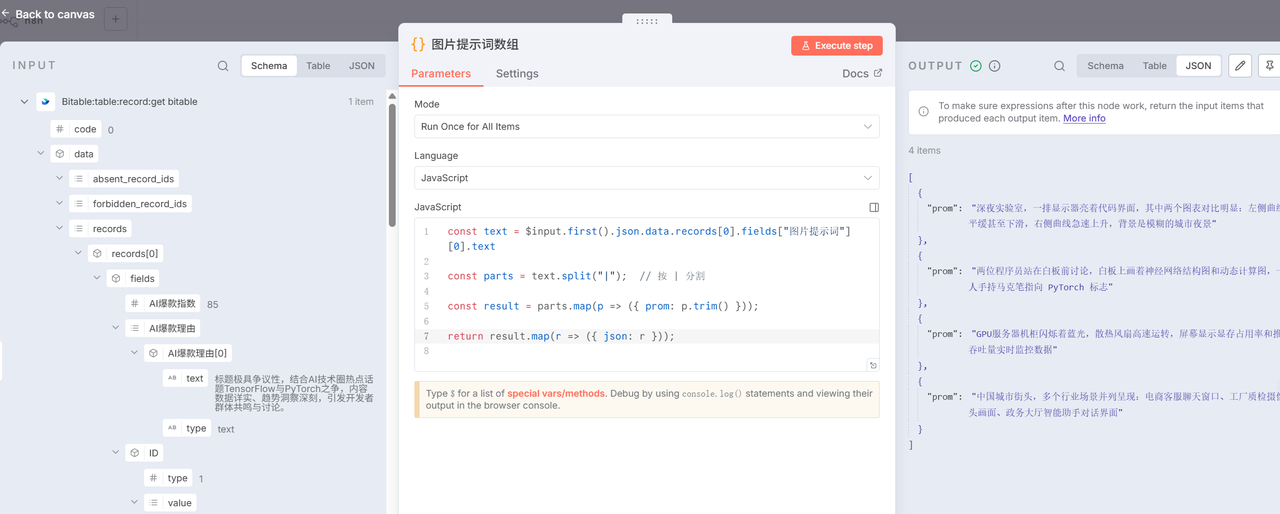 Back to canvas
INPUT
Schema
Table
JSON
Bitable:table:record:get bitable
1 item
# code 0
data
absent_record_ids
forbidden_record_ids
records
records[0]
fields
# AI爆款指数 85
AI爆款理由
AI爆款理由[0]
AB text 标题极具争议性，结合AI技术圈热点话
题TensorFlow与PyTorch之争，内容
数据详实、趋势洞察深刻，引发开发者
群体共鸣与讨论。
AB type text
ID
# type 1
value
{} 图片提示词数组
Execute step
Parameters
Settings
Docs
Mode
Run Once for All Items
Language
JavaScript
JavaScript
1 const text = $input.first().json.data.records[0].fields["图片提示词"]
[0].text
2
3 const parts = text.split("|");  // 按 | 分割
4
5 const result = parts.map(p => ({ prom: p.trim() }));
6
7 return result.map(r => ({ json: r }));
8
Type $ for a list of special vars/methods. Debug by using console.log() statements and viewing their
output in the browser console.
OUTPUT
Schema
Table
JSON
To make sure expressions after this node work, return the input items that
produced each output item. More info
4 items
[
{
"prom": "深夜实验室，一排显示器亮着代码界面，其中两个图表对比明显：左侧曲线
平缓甚至下滑，右侧曲线急速上升，背景是模糊的城市夜景"
},
{
"prom": "两位程序员站在白板前讨论，白板上画着神经网络结构图和动态计算图，一
人手持马克笔指向 PyTorch 标志"
},
{
"prom": "GPU服务器机柜闪烁着蓝光，散热风扇高速运转，屏幕显示显存占用率和推
吞吐量实时监控数据"
},
{
"prom": "中国城市街头，多个行业场景并列呈现：电商客服聊天窗口、工厂质检摄像
头画面、政务大厅智能助手对话界面"
}
]